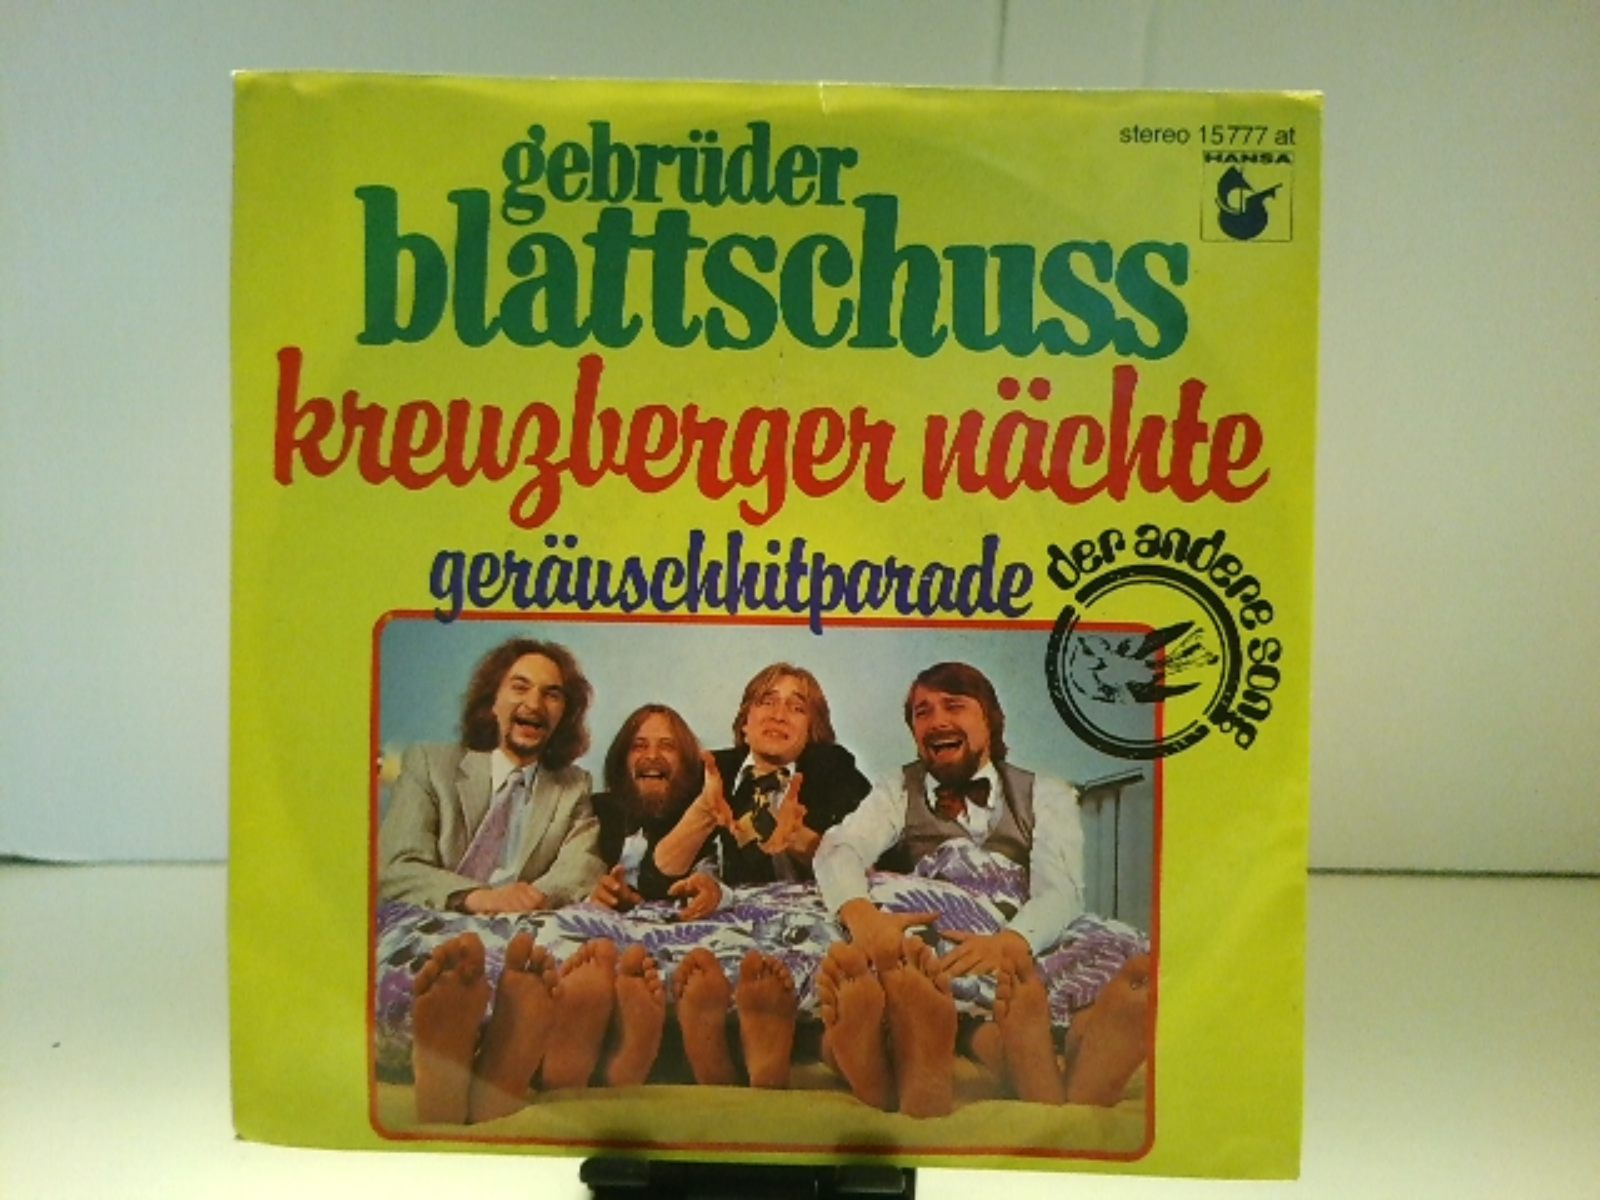 stereo 15777 at
HANSA
gebrüder
blattschuss
kreuzberger nächte
geräuschhitparade
der andere song